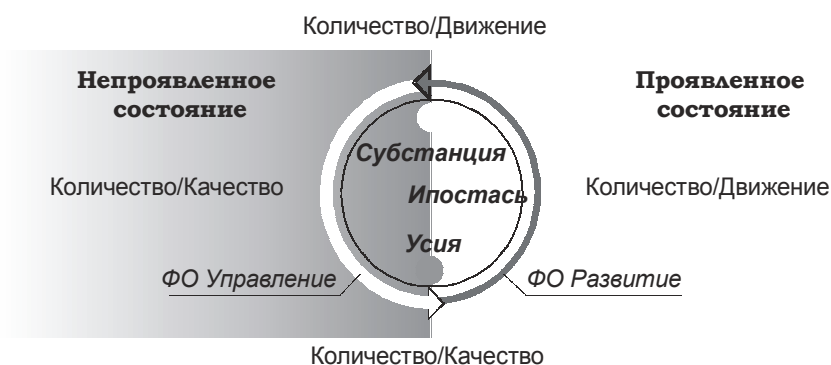 Количество/Движение
Непроявленное
состояние
Проявленное
состояние
Субстанция
Количество/Качество
Ипостась
Количество/Движение
Усия
ФО Управление
ФО Развитие
Количество/Качество